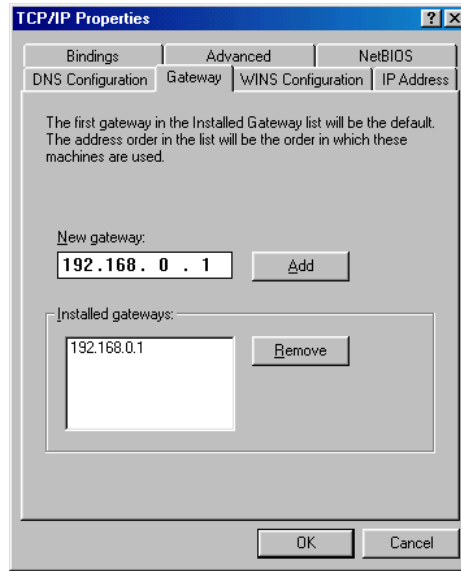 TCP/IP Properties
Bindings Advanced NetBIOS
DNS Configuration Gateway WINS Configuration IP Address
The first gateway in the Installed Gateway list will be the default.
The address order in the list will be the order in which these
machines are used.
New gateway:
192.168. 0 . 1 Add
Installed gateways:
192.168.0.1 Remove
OK Cancel